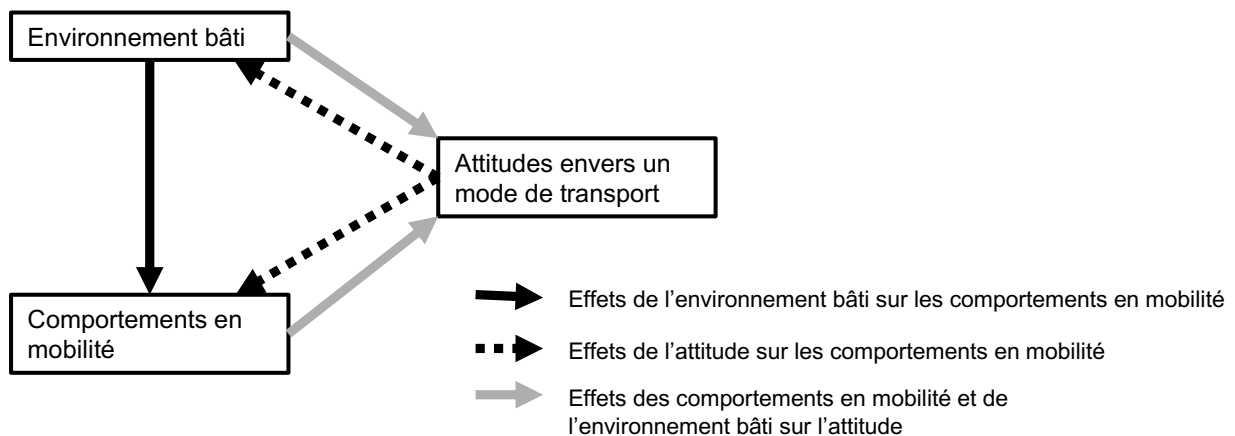 Environnement bâti
Attitudes envers un
mode de transport
Comportements en
mobilité
Effets de l’environnement bâti sur les comportements en mobilité
Effets de l’attitude sur les comportements en mobilité
Effets des comportements en mobilité et de
l’environnement bâti sur l’attitude